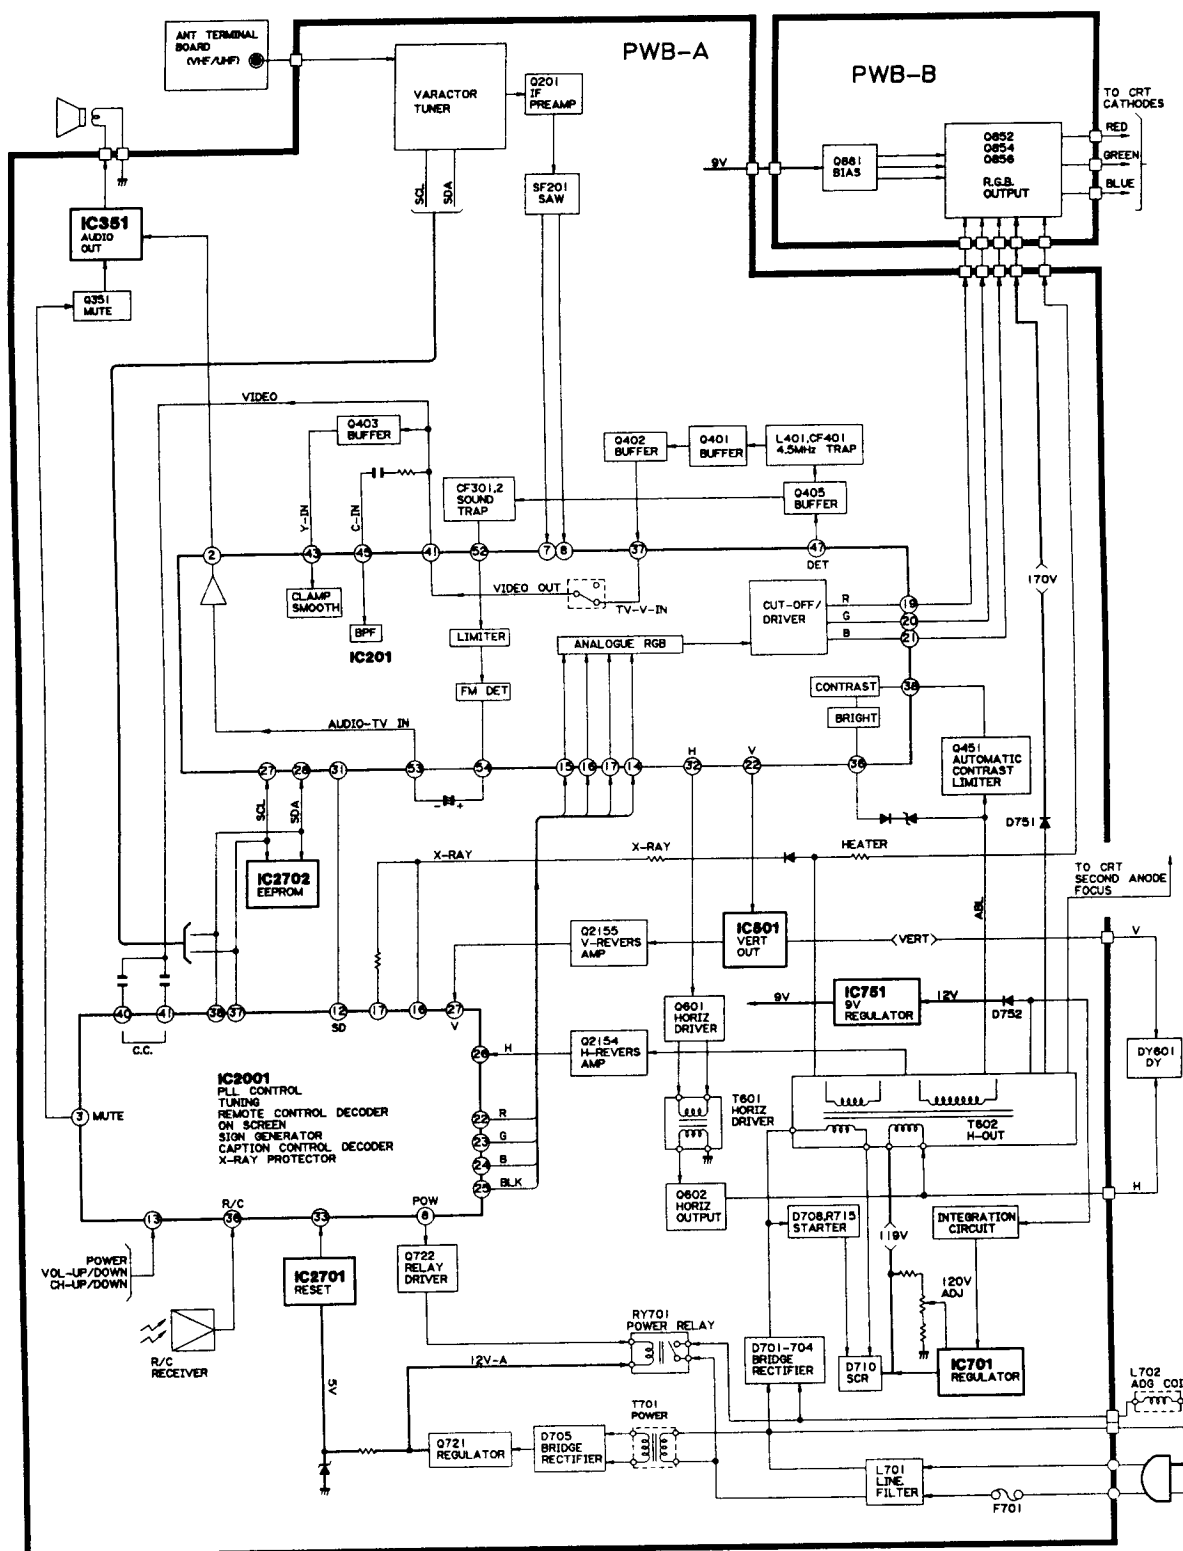 ANT TERMINAL
BOARD
(VHF/UHF)
PWB-A
PWB-B
VARACTOR
TUNER
Q201
IF
PREAMP
TO CRT
CATHODES
RED
GREEN
BLUE
Q852
Q854
Q856
R.G.B.
OUTPUT
9V
Q881
BIAS
SCL
SDA
SF201
SAW
IC351
AUDIO
OUT
Q351
MUTE
VIDEO
Q403
BUFFER
Q402
BUFFER
Q401
BUFFER
L401,CF401
4.5MHz TRAP
CF301,2
SOUND
TRAP
Q405
BUFFER
Y-IN
C-IN
2
43
45
41
52
7
8
37
47
DET
170V
CLAMP
SMOOTH
BPF
IC201
VIDEO OUT
TV-V-IN
LIMITER
FM DET
ANALOGUE RGB
CUT-OFF/
DRIVER
R
G
B
19
20
21
CONTRAST
38
BRIGHT
AUDIO-TV IN
Q451
AUTOMATIC
CONTRAST
LIMITER
27
28
31
53
54
15
16
17
14
H
32
V
22
36
- +
SCL
SDA
D751
IC2702
EEPROM
X-RAY
X-RAY
HEATER
TO CRT
SECOND ANODE
FOCUS
ABL
Q2155
V-REVERS
AMP
IC501
VERT
OUT
VERT
V
IC751
9V
REGULATOR
9V
12V
D752
40
41
38
37
12
SD
17
16
27
V
C.C.
Q601
HORIZ
DRIVER
Q2154
H-REVERS
AMP
26
H
DY601
DY
IC2001
PLL CONTROL
TUNING
REMOTE CONTROL DECODER
ON SCREEN
SIGN GENERATOR
CAPTION CONTROL DECODER
X-RAY PROTECTOR
3
MUTE
22
R
23
G
24
B
25
BLK
T601
HORIZ
DRIVER
T602
H-OUT
Q602
HORIZ
OUTPUT
H
13
R/C
36
33
POW
8
D708,R715
STARTER
119V
INTEGRATION
CIRCUIT
POWER
VOL-UP/DOWN
CH-UP/DOWN
IC2701
RESET
Q722
RELAY
DRIVER
120V
ADJ
R/C
RECEIVER
RY701
POWER RELAY
12V-A
5V
D701-704
BRIDGE
RECTIFIER
D710
SCR
IC701
REGULATOR
L702
ADG COI
T701
POWER
Q721
REGULATOR
D705
BRIDGE
RECTIFIER
L701
LINE
FILTER
F701